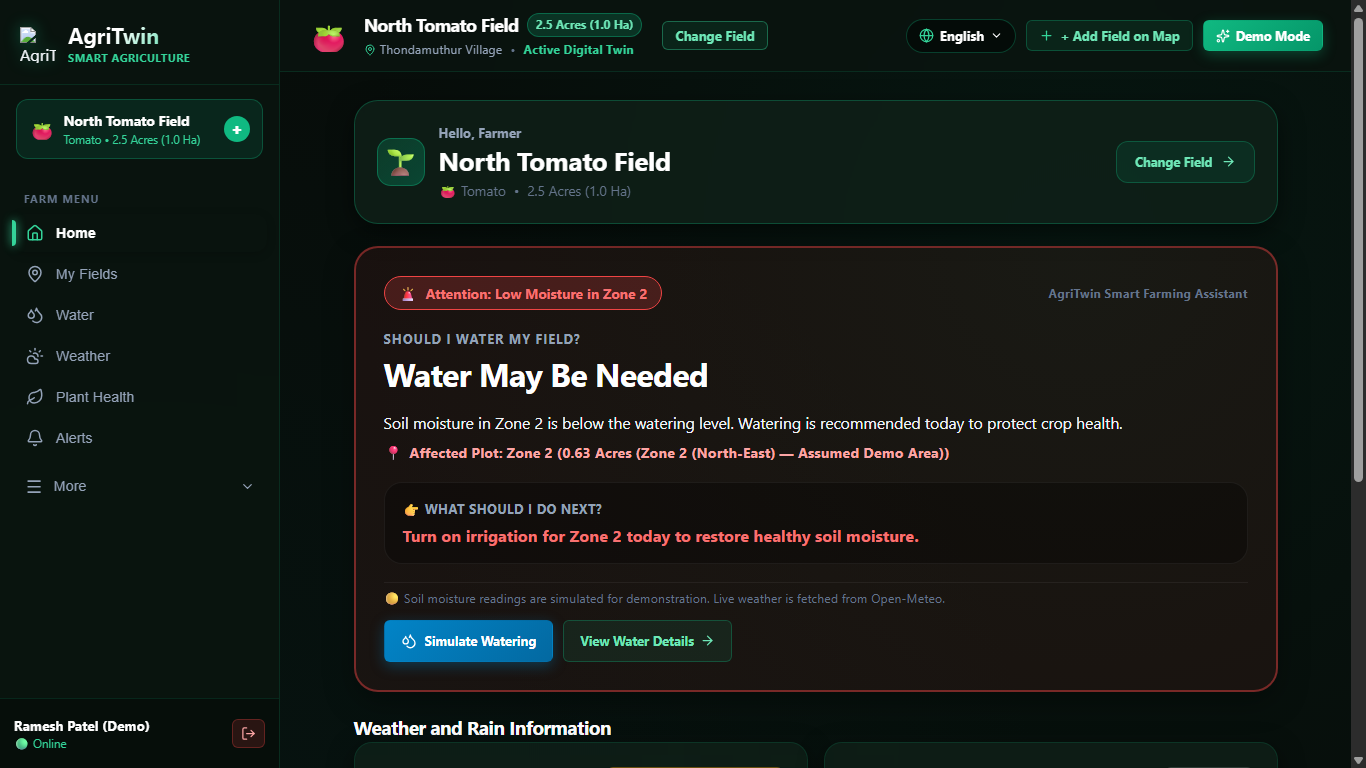 AgriT
AgriTwin
SMART AGRICULTURE
North Tomato Field
Tomato • 2.5 Acres (1.0 Ha)
+
FARM MENU
Home
My Fields
Water
Weather
Plant Health
Alerts
More
Ramesh Patel (Demo)
Online
North Tomato Field 2.5 Acres (1.0 Ha)
Thondamuthur Village • Active Digital Twin
Change Field
English
+ + Add Field on Map
Demo Mode
Hello, Farmer
North Tomato Field
Tomato • 2.5 Acres (1.0 Ha)
Change Field →
Attention: Low Moisture in Zone 2
AgriTwin Smart Farming Assistant
SHOULD I WATER MY FIELD?
Water May Be Needed
Soil moisture in Zone 2 is below the watering level. Watering is recommended today to protect crop health.
Affected Plot: Zone 2 (0.63 Acres (Zone 2 (North-East) — Assumed Demo Area))
WHAT SHOULD I DO NEXT?
Turn on irrigation for Zone 2 today to restore healthy soil moisture.
Soil moisture readings are simulated for demonstration. Live weather is fetched from Open-Meteo.
Simulate Watering
View Water Details →
Weather and Rain Information